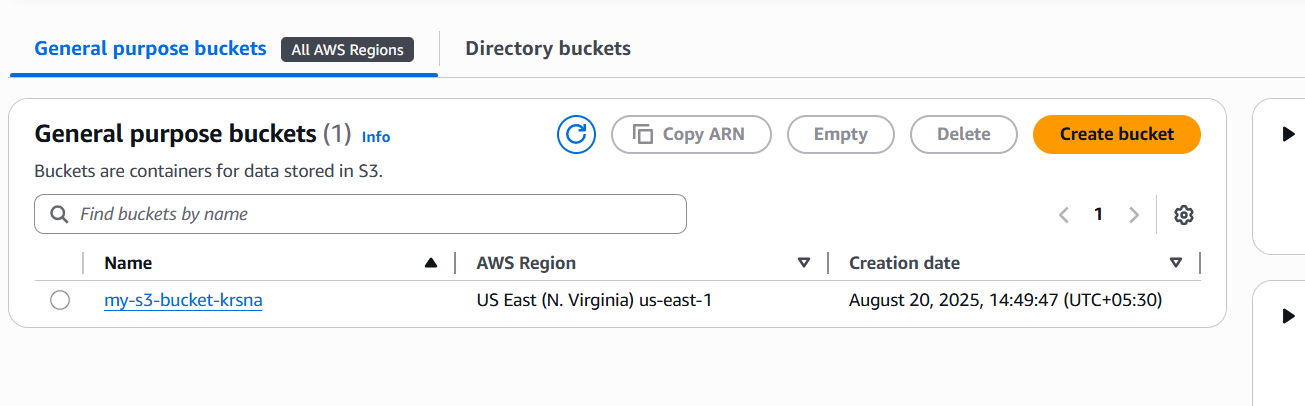 General purpose buckets All AWS Regions Directory buckets
General purpose buckets (1) Info Copy ARN Empty Delete Create bucket
Buckets are containers for data stored in S3.
Find buckets by name 1
Name AWS Region Creation date
my-s3-bucket-krsna US East (N. Virginia) us-east-1 August 20, 2025, 14:49:47 (UTC+05:30)